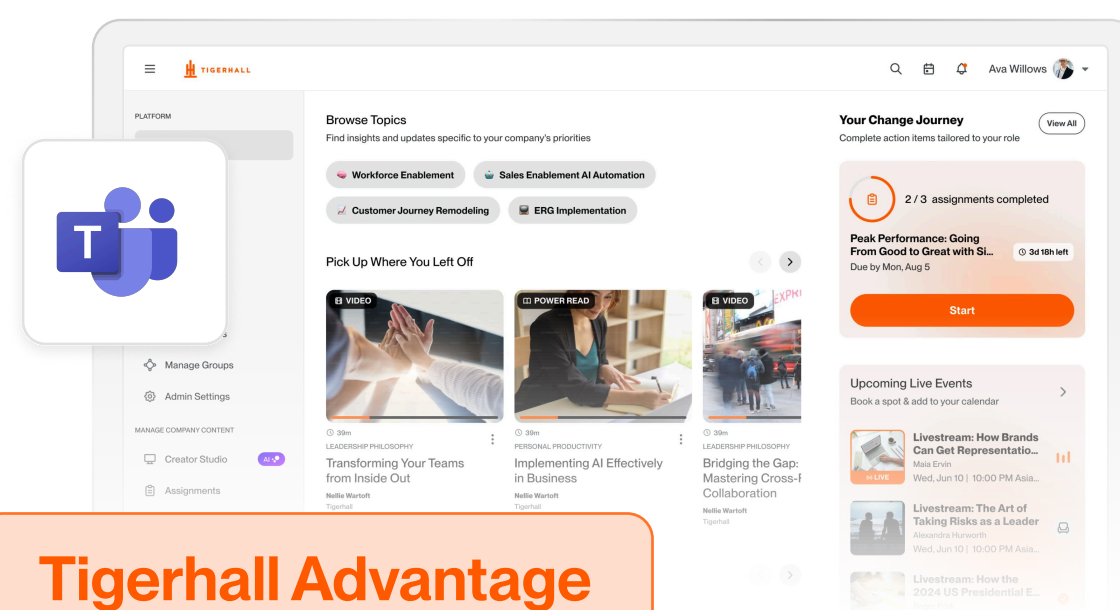 TIGERHALL
Ava Willows
PLATFORM
T
Manage Groups
Admin Settings
MANAGE COMPANY CONTENT
Creator Studio
AI
Assignments
Browse Topics
Find insights and updates specific to your company's priorities
Workforce Enablement
Sales Enablement AI Automation
Customer Journey Remodeling
ERG Implementation
Pick Up Where You Left Off
VIDEO
39m
LEADERSHIP PHILOSOPHY
Transforming Your Teams
from Inside Out
Nellie Wartoft
Tigerhall
POWER READ
39m
PERSONAL PRODUCTIVITY
Implementing AI Effectively
in Business
Nellie Wartoft
Tigerhall
VIDEO
EXPR
39m
LEADERSHIP PHILOSOPHY
Bridging the Gap:
Mastering Cross-F
Collaboration
Nellie Wartoft
Tigerhall
Your Change Journey
Complete action items tailored to your role
View All
2 / 3 assignments completed
Peak Performance: Going
From Good to Great with Si...
3d 18h left
Due by Mon, Aug 5
Start
Upcoming Live Events
Book a spot & add to your calendar
LIVE
Livestream: How Brands
Can Get Representatio...
Maia Ervin
Wed, Jun 10 | 10:00 PM Asia...
Livestream: The Art of
Taking Risks as a Leader
Alexandra Hurworth
Wed, Jun 10 | 10:00 PM Asia...
Livestream: How the
2024 US Presidential E...
Tigerhall Advantage